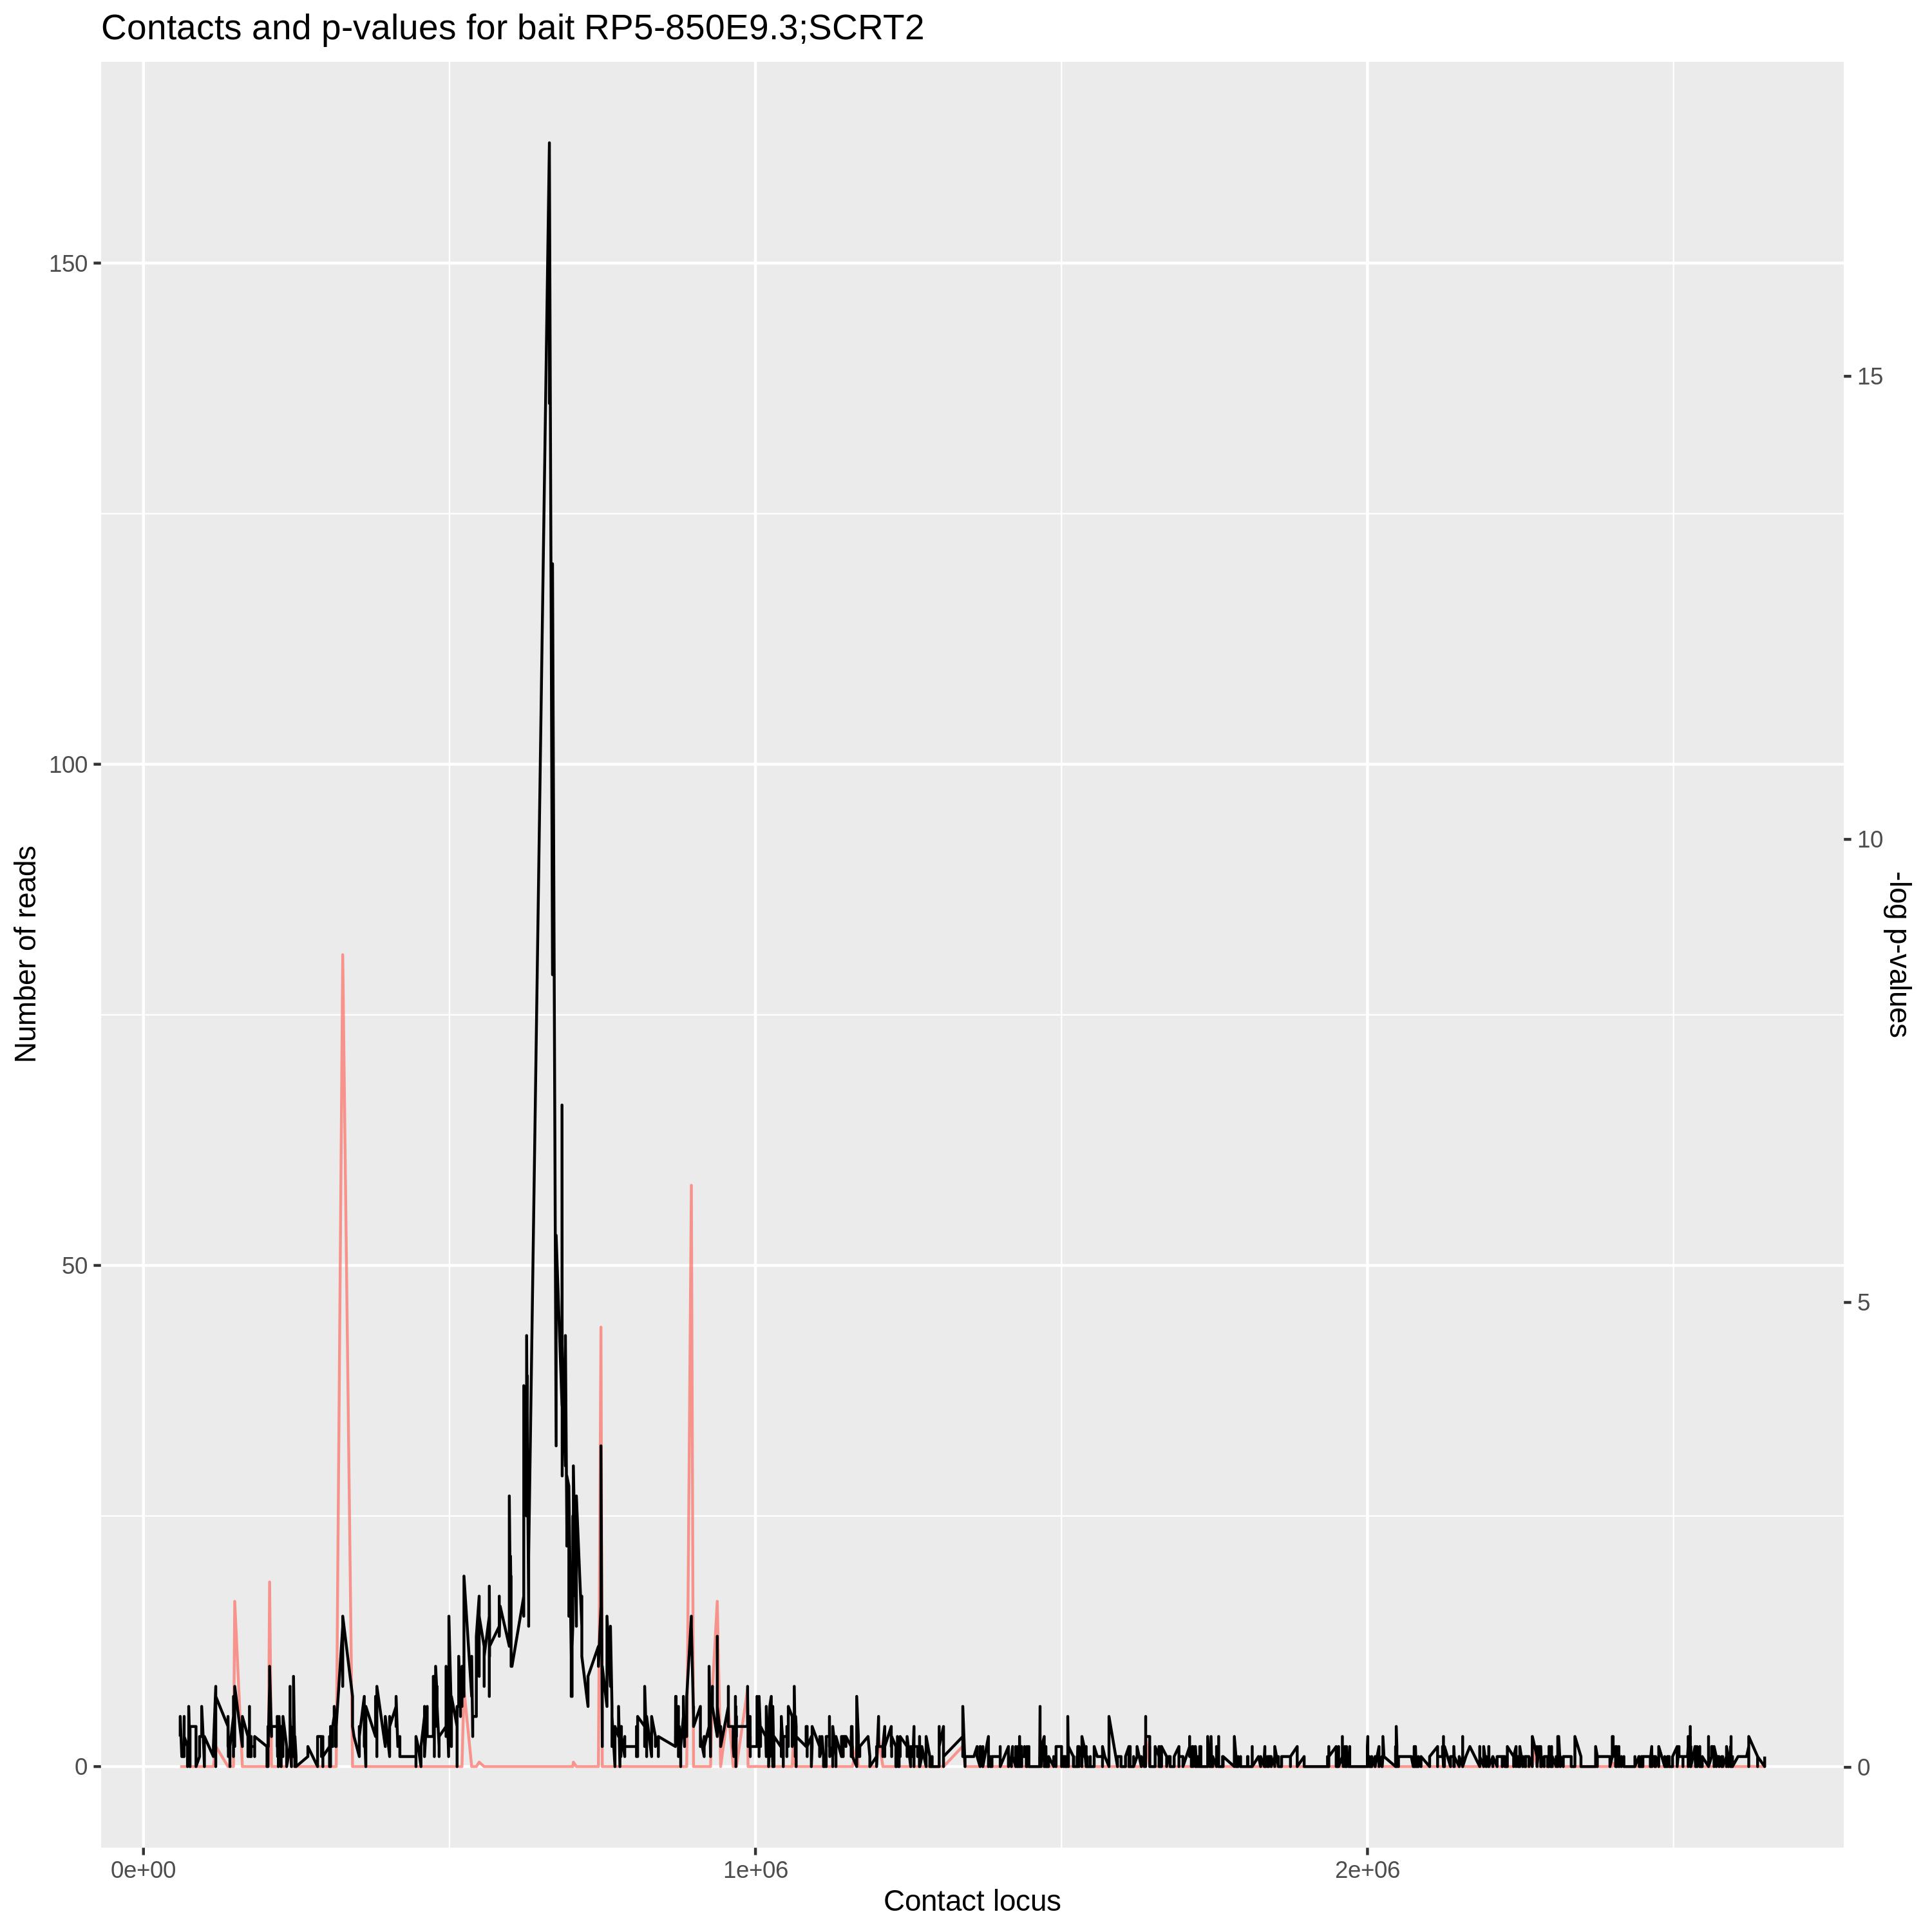 Contacts and p-values for bait RP5-850E9.3;SCRT2
150
100
50
0
Number of reads
15
10
5
0
-log p-values
0e+00
1e+06
2e+06
Contact locus